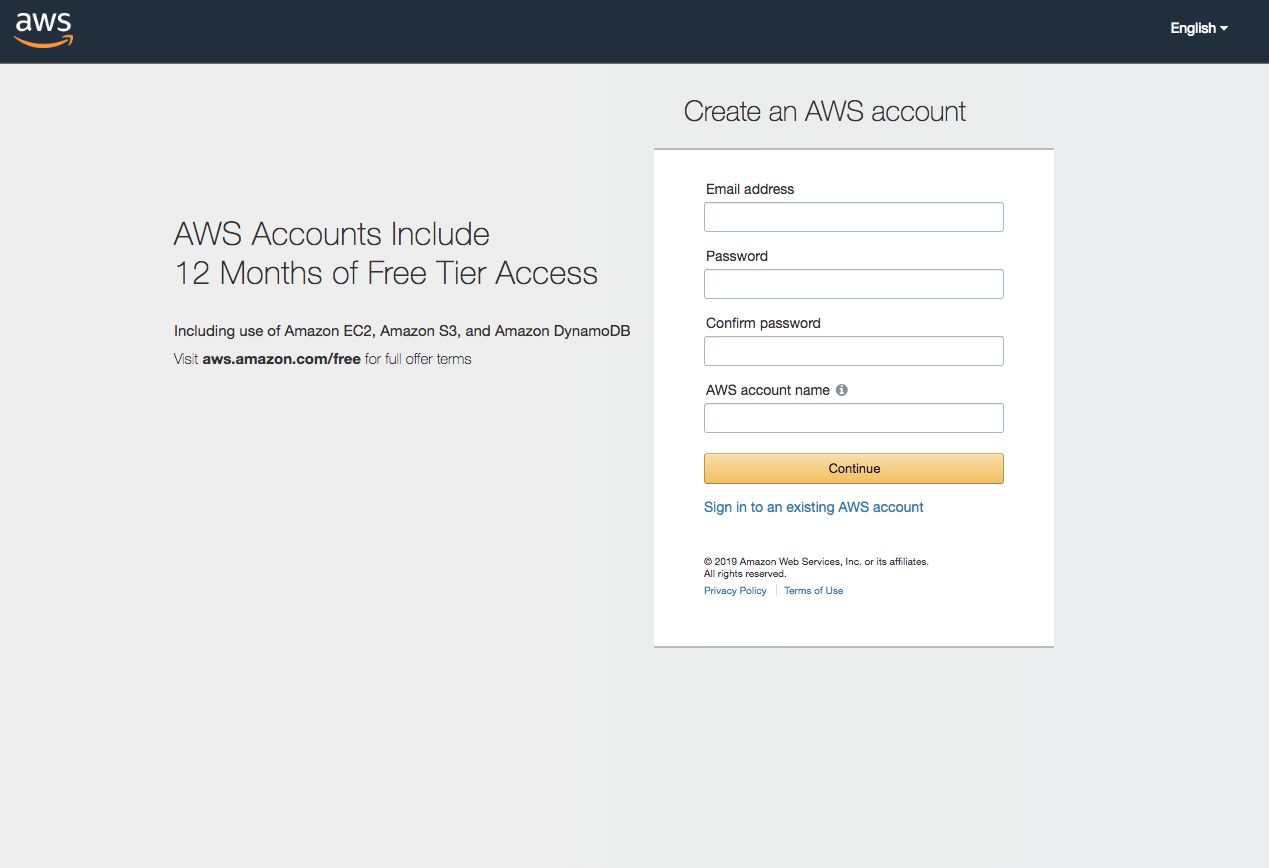 aws
English
Create an AWS account
AWS Accounts Include
12 Months of Free Tier Access
Including use of Amazon EC2, Amazon S3, and Amazon DynamoDB
Visit aws.amazon.com/free for full offer terms
Email address
Password
Confirm password
AWS account name
Continue
Sign in to an existing AWS account
© 2019 Amazon Web Services, Inc. or its affiliates.
All rights reserved.
Privacy Policy Terms of Use